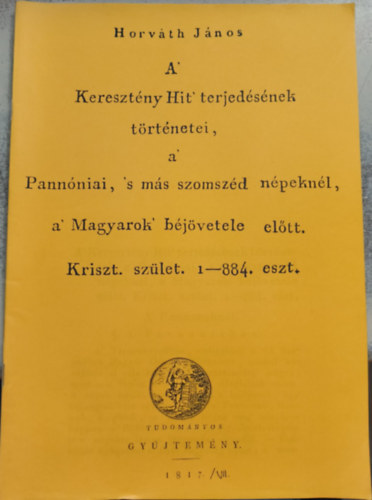 Horváth János
A'
Keresztény Hit' terjedésének
történetei,
a'
Pannóniai, 's más szomszéd népeknél,
a' Magyarok' béjövetele előtt.
Kriszt. szület. 1—884. eszt.
TUDOMÁNYOS
GYŰJTEMÉNY.
1817. /VII.